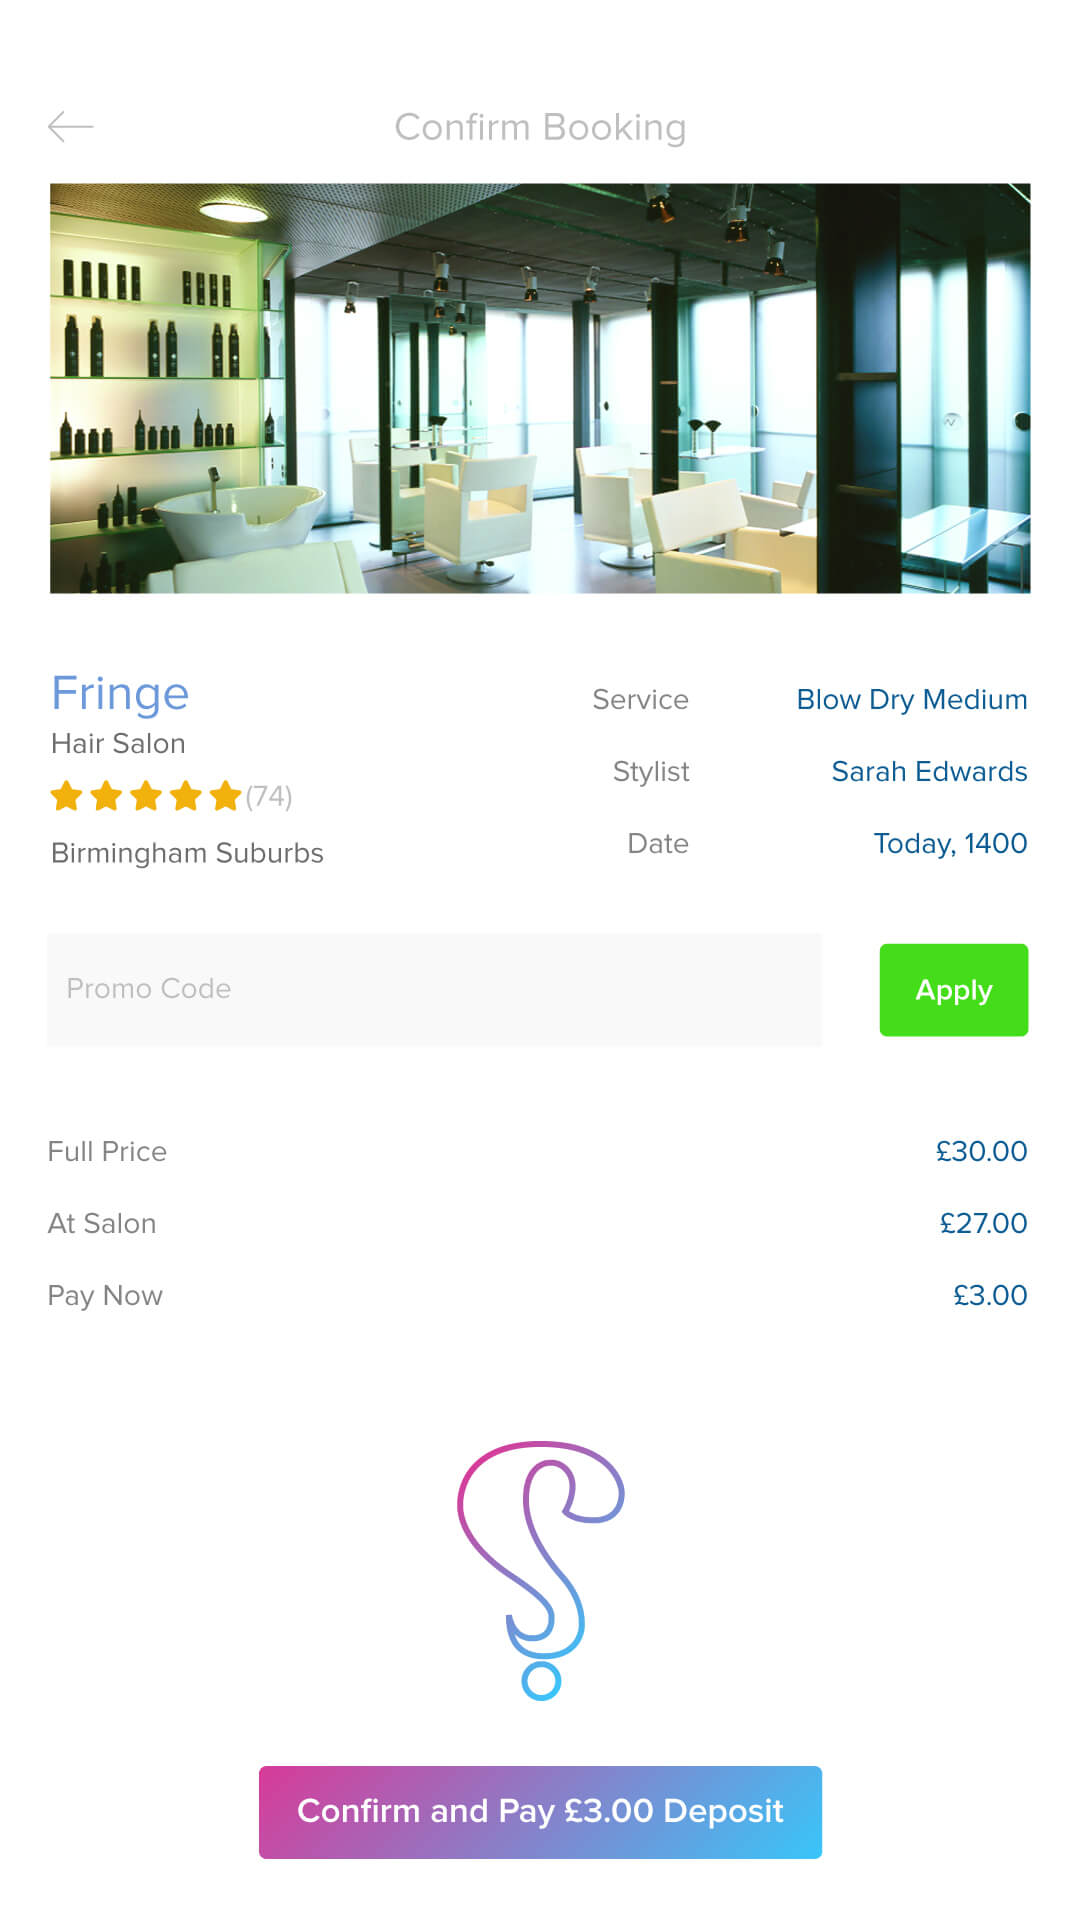 Confirm Booking
Fringe
Hair Salon
(74)
Birmingham Suburbs
Service Blow Dry Medium
Stylist Sarah Edwards
Date Today, 1400
Promo Code
Apply
Full Price £30.00
At Salon £27.00
Pay Now £3.00
Confirm and Pay £3.00 Deposit